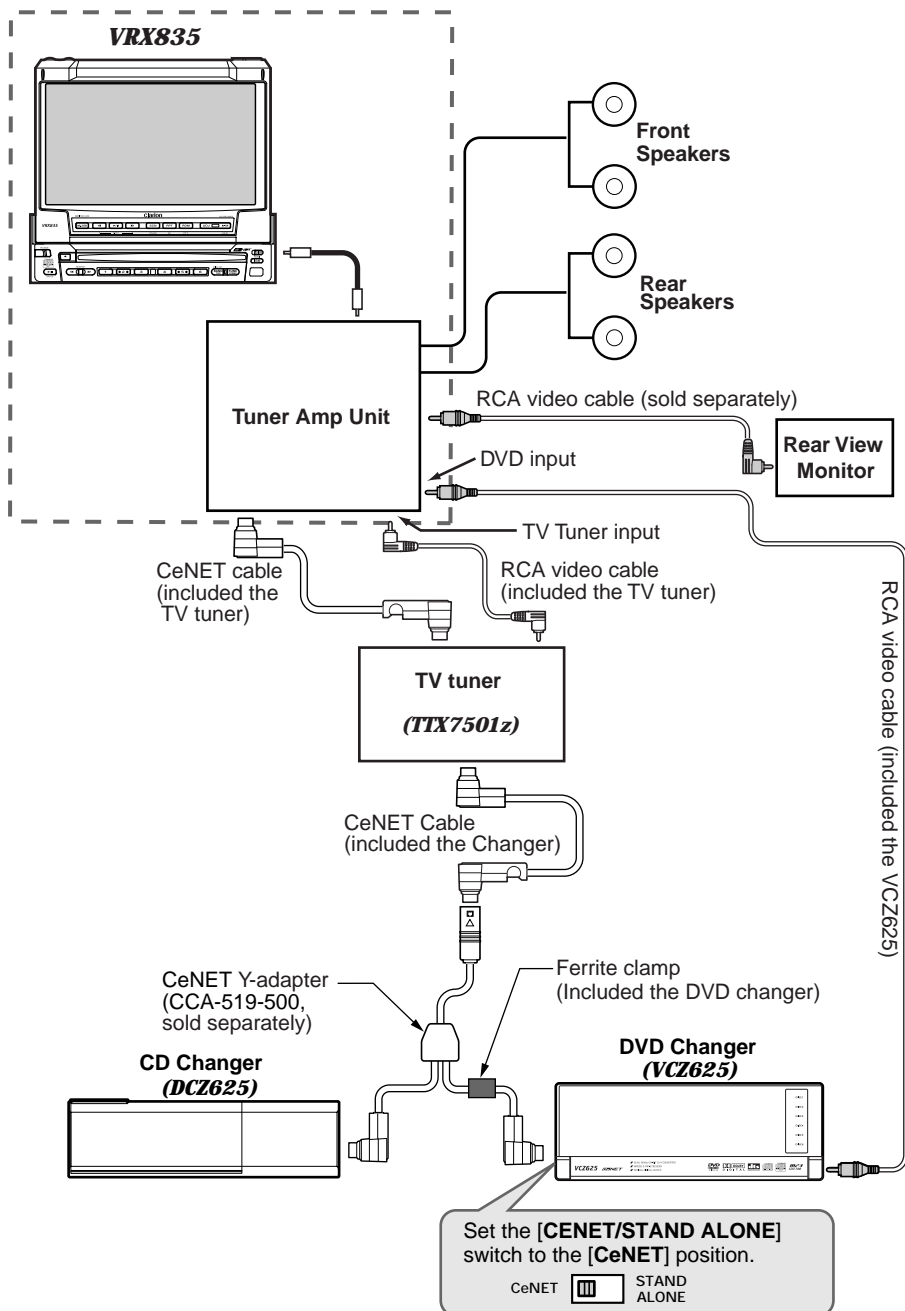 VRX835
Clarion
VRX835
Front
Speakers
Rear
Speakers
Tuner Amp Unit
RCA video cable (sold separately)
Rear View
Monitor
DVD input
TV Tuner input
CeNET cable
(included the
TV tuner)
RCA video cable
(included the TV tuner)
RCA video cable (included the VCZ625)
TV tuner
(TTX7501z)
CeNET Cable
(included the Changer)
CeNET Y-adapter
(CCA-519-500,
sold separately)
Ferrite clamp
(Included the DVD changer)
CD Changer
(DCZ625)
DVD Changer
(VCZ625)
VCZ625 CeNET
Set the [CENET/STAND ALONE]
switch to the [CeNET] position.
CeNET
STAND
ALONE